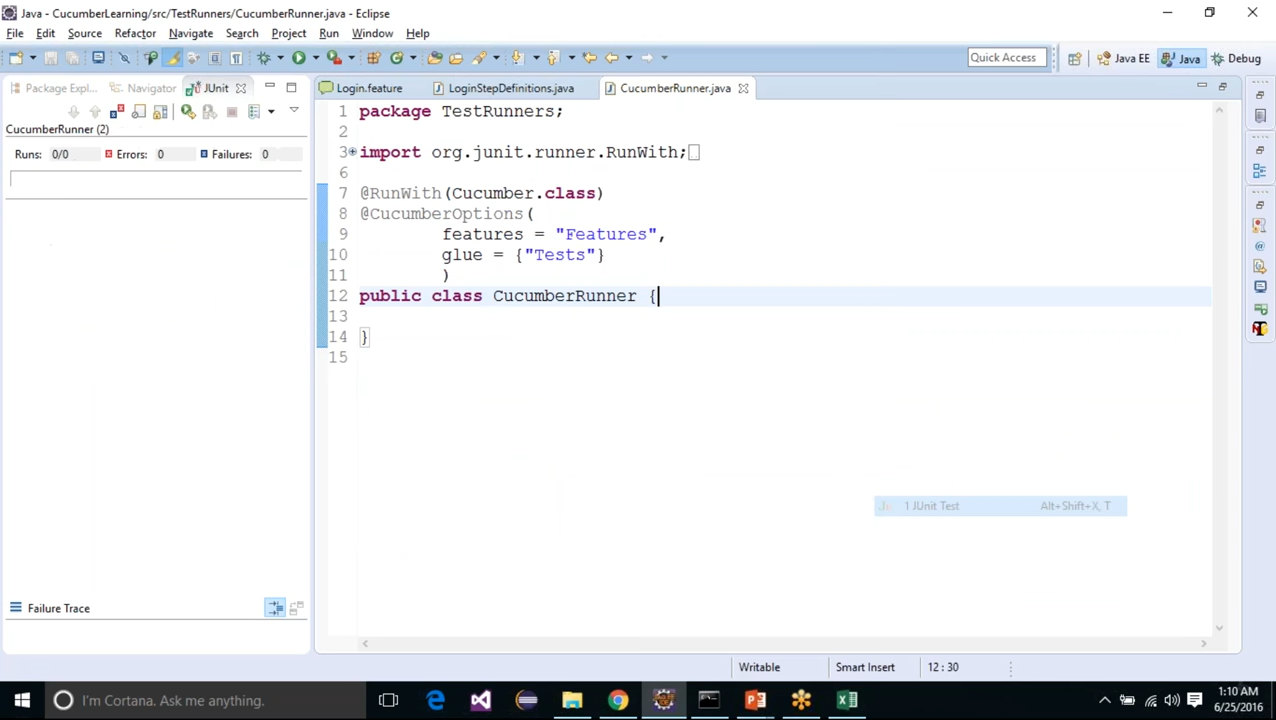 Java - CucumberLearning/src/TestRunners/CucumberRunner.java - Eclipse
File Edit Source Refactor Navigate Search Project Run Window Help
Quick Access Java EE Java Debug
Package Expl... Navigator JUnit
Login.feature LoginStepDefinitions.java CucumberRunner.java
CucumberRunner (2)
Runs: 0/0 Errors: 0 Failures: 0
1 package TestRunners;
2
3 import org.junit.runner.RunWith;
6
7 @RunWith(Cucumber.class)
8 @CucumberOptions(
9 features = "Features",
10 glue = {"Tests"}
11 )
12 public class CucumberRunner {
13
14 }
15
1 JUnit Test Alt+Shift+X, T
Failure Trace
Writable Smart Insert 12 : 30
I'm Cortana. Ask me anything.
1:10 AM
6/25/2016